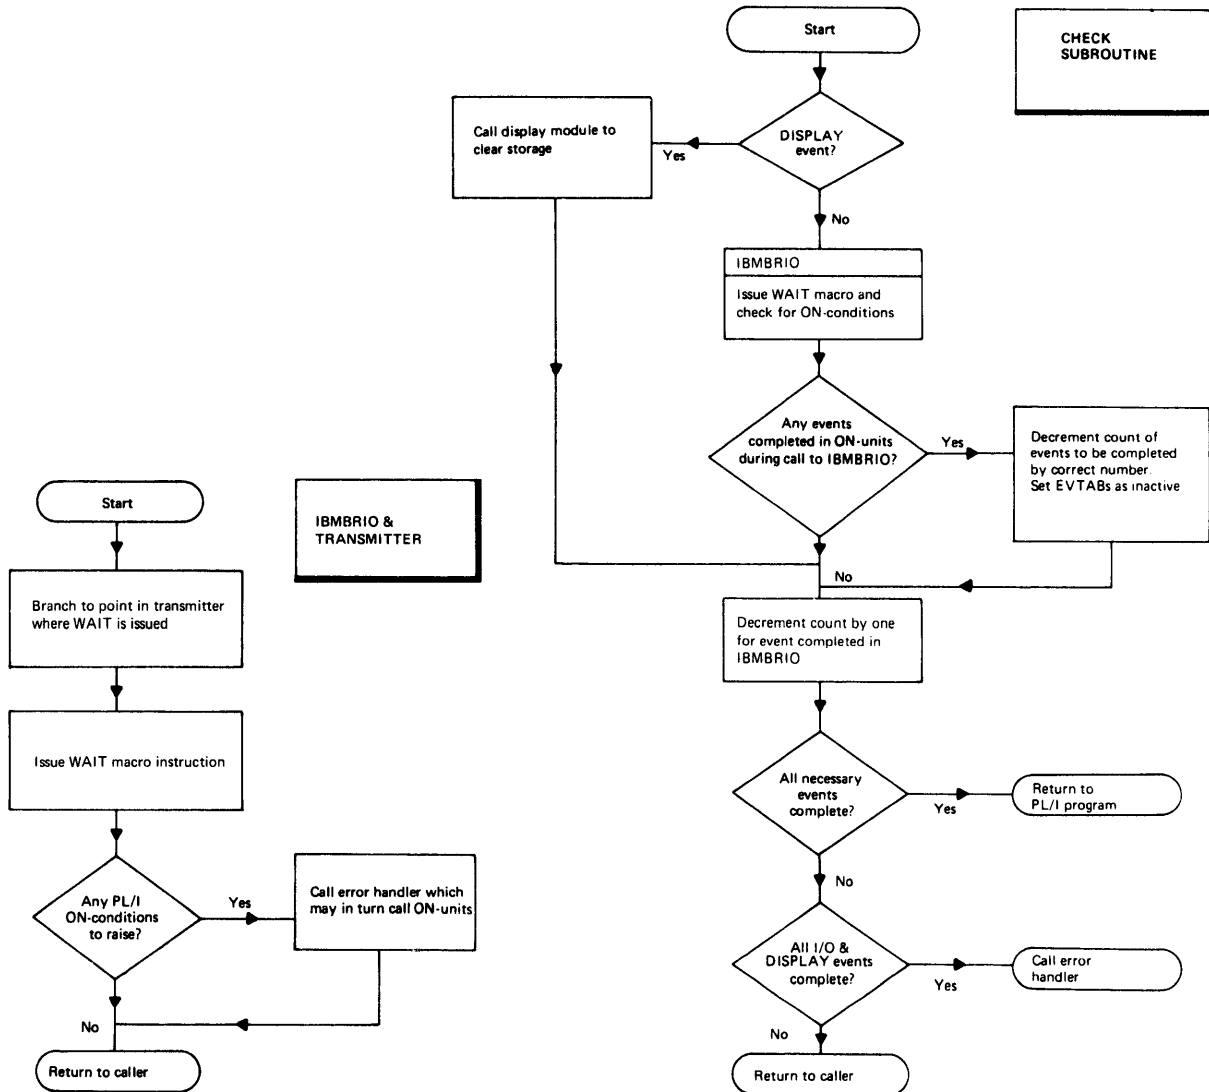 Start
CHECK
SUBROUTINE
Call display module to
clear storage
Yes
DISPLAY
event?
No
IBMBRIO
Issue WAIT macro and
check for ON-conditions
Any events
completed in ON-units
during call to IBMBRIO?
Yes
Decrement count of
events to be completed
by correct number.
Set EVTABs as inactive
No
Decrement count by one
for event completed in
IBMBRIO
All necessary
events
complete?
Yes
Return to
PL/I program
No
All I/O &
DISPLAY events
complete?
Yes
Call error
handler
No
Return to caller
Start
IBMBRIO &
TRANSMITTER
Branch to point in transmitter
where WAIT is issued
Issue WAIT macro instruction
Any PL/I
ON-conditions
to raise?
Yes
Call error handler which
may in turn call ON-units
No
Return to caller